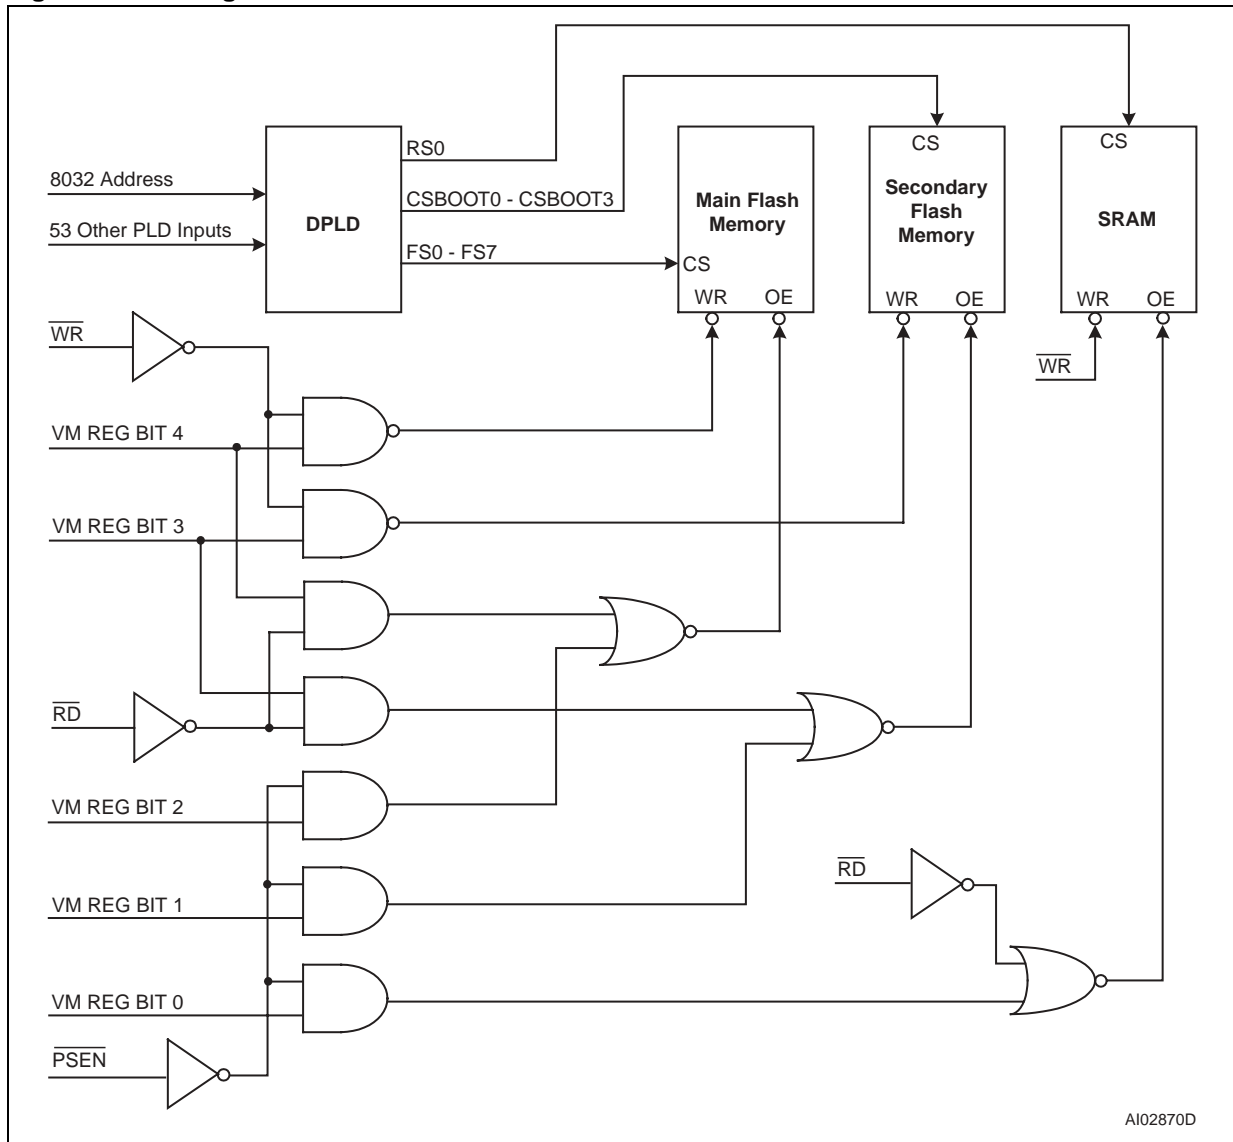 RS0
CS
CS
8032 Address
CSBOOT0 - CSBOOT3
Main Flash
Memory
Secondary
Flash
Memory
DPLD
SRAM
53 Other PLD Inputs
FS0 - FS7
CS
WR
OE
WR
OE
WR
OE
WR
WR
VM REG BIT 4
VM REG BIT 3
RD
VM REG BIT 2
RD
VM REG BIT 1
VM REG BIT 0
PSEN
AI02870D